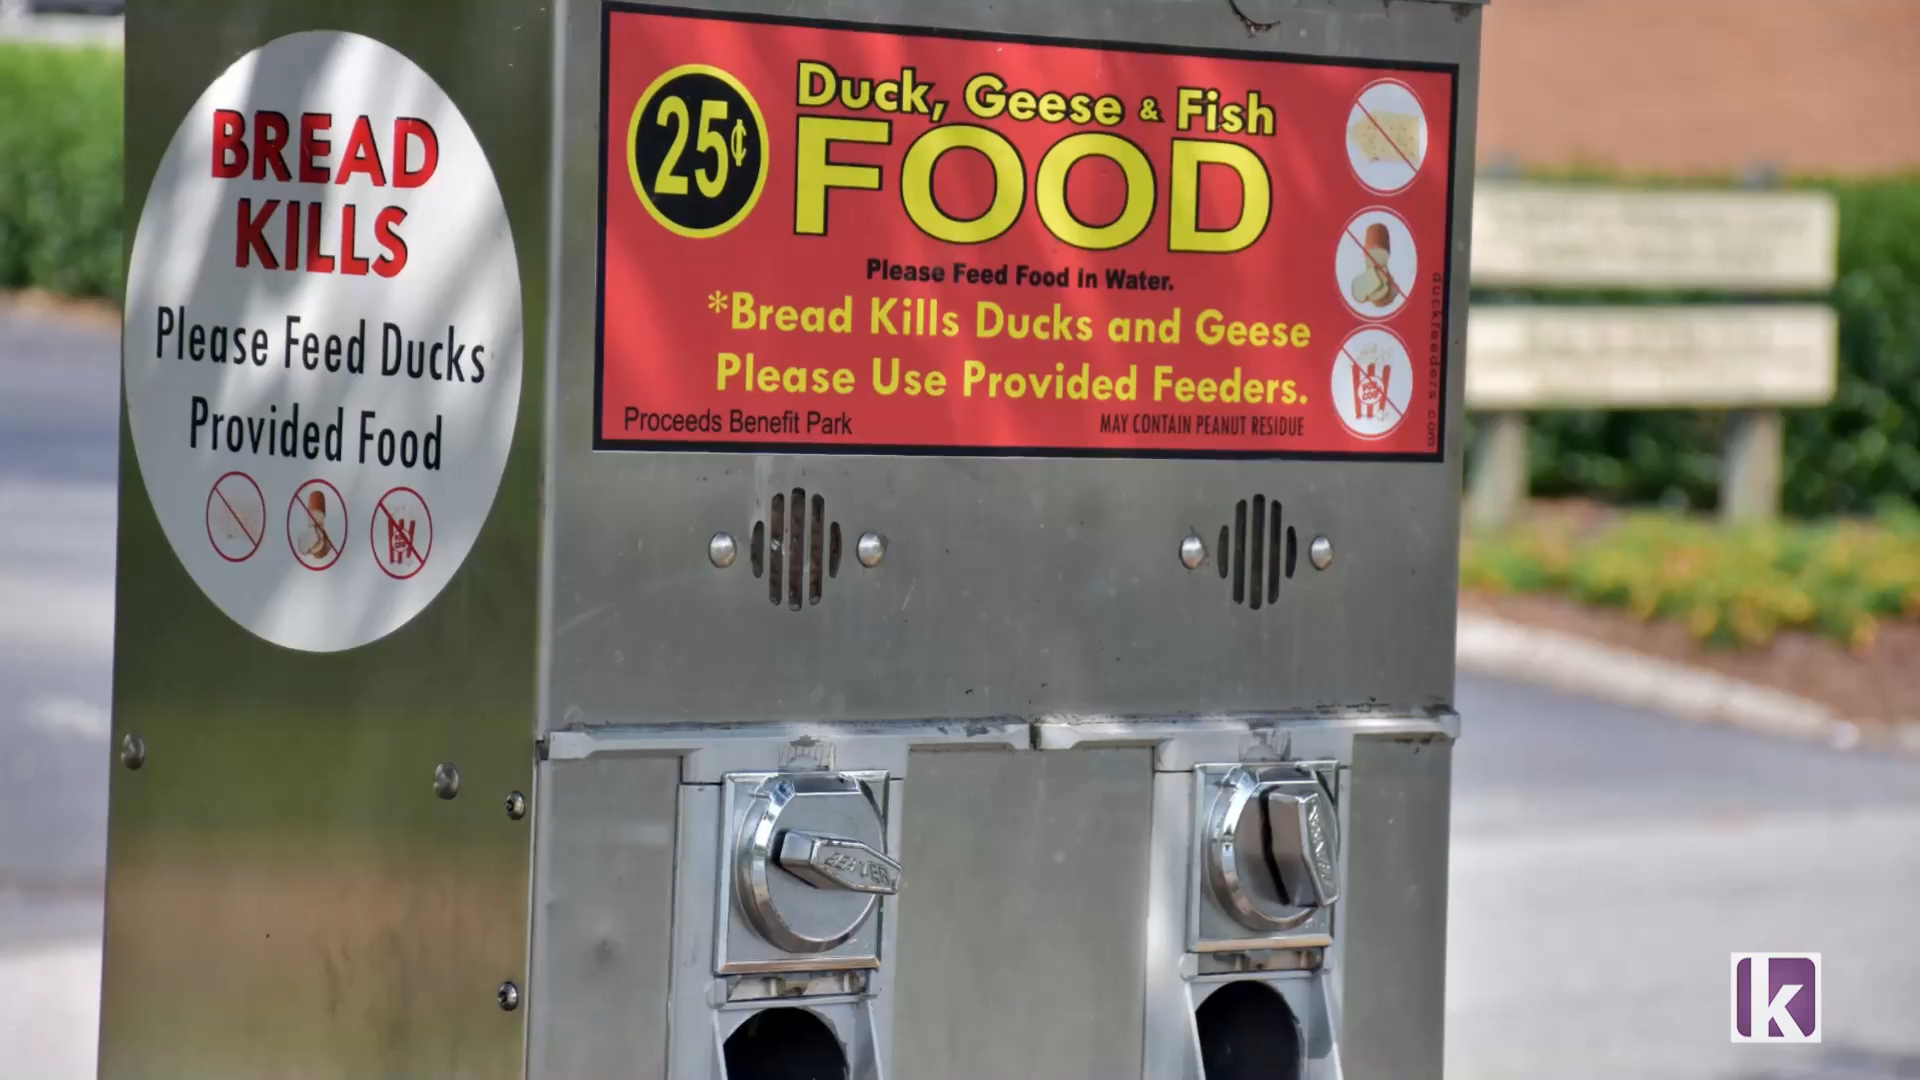 BREAD
KILLS
Please Feed Ducks
Provided Food
25¢
Duck, Geese & Fish
FOOD
Please Feed Food In Water.
*Bread Kills Ducks and Geese
Please Use Provided Feeders.
Proceeds Benefit Park
MAY CONTAIN PEANUT RESIDUE
duckfeeders.com
BEAVER
k